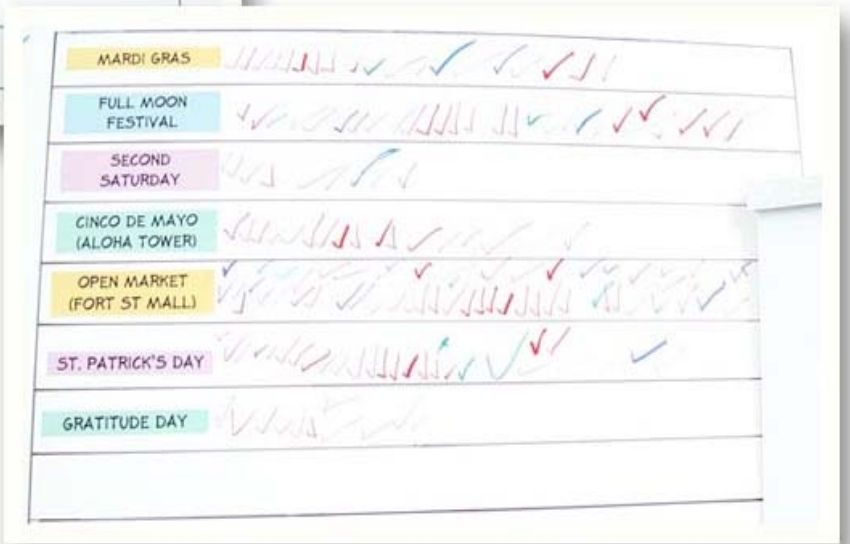 MARDI GRAS
FULL MOON
FESTIVAL
SECOND
SATURDAY
CINCO DE MAYO
(ALOHA TOWER)
OPEN MARKET
(FORT ST MALL)
ST. PATRICK'S DAY
GRATITUDE DAY